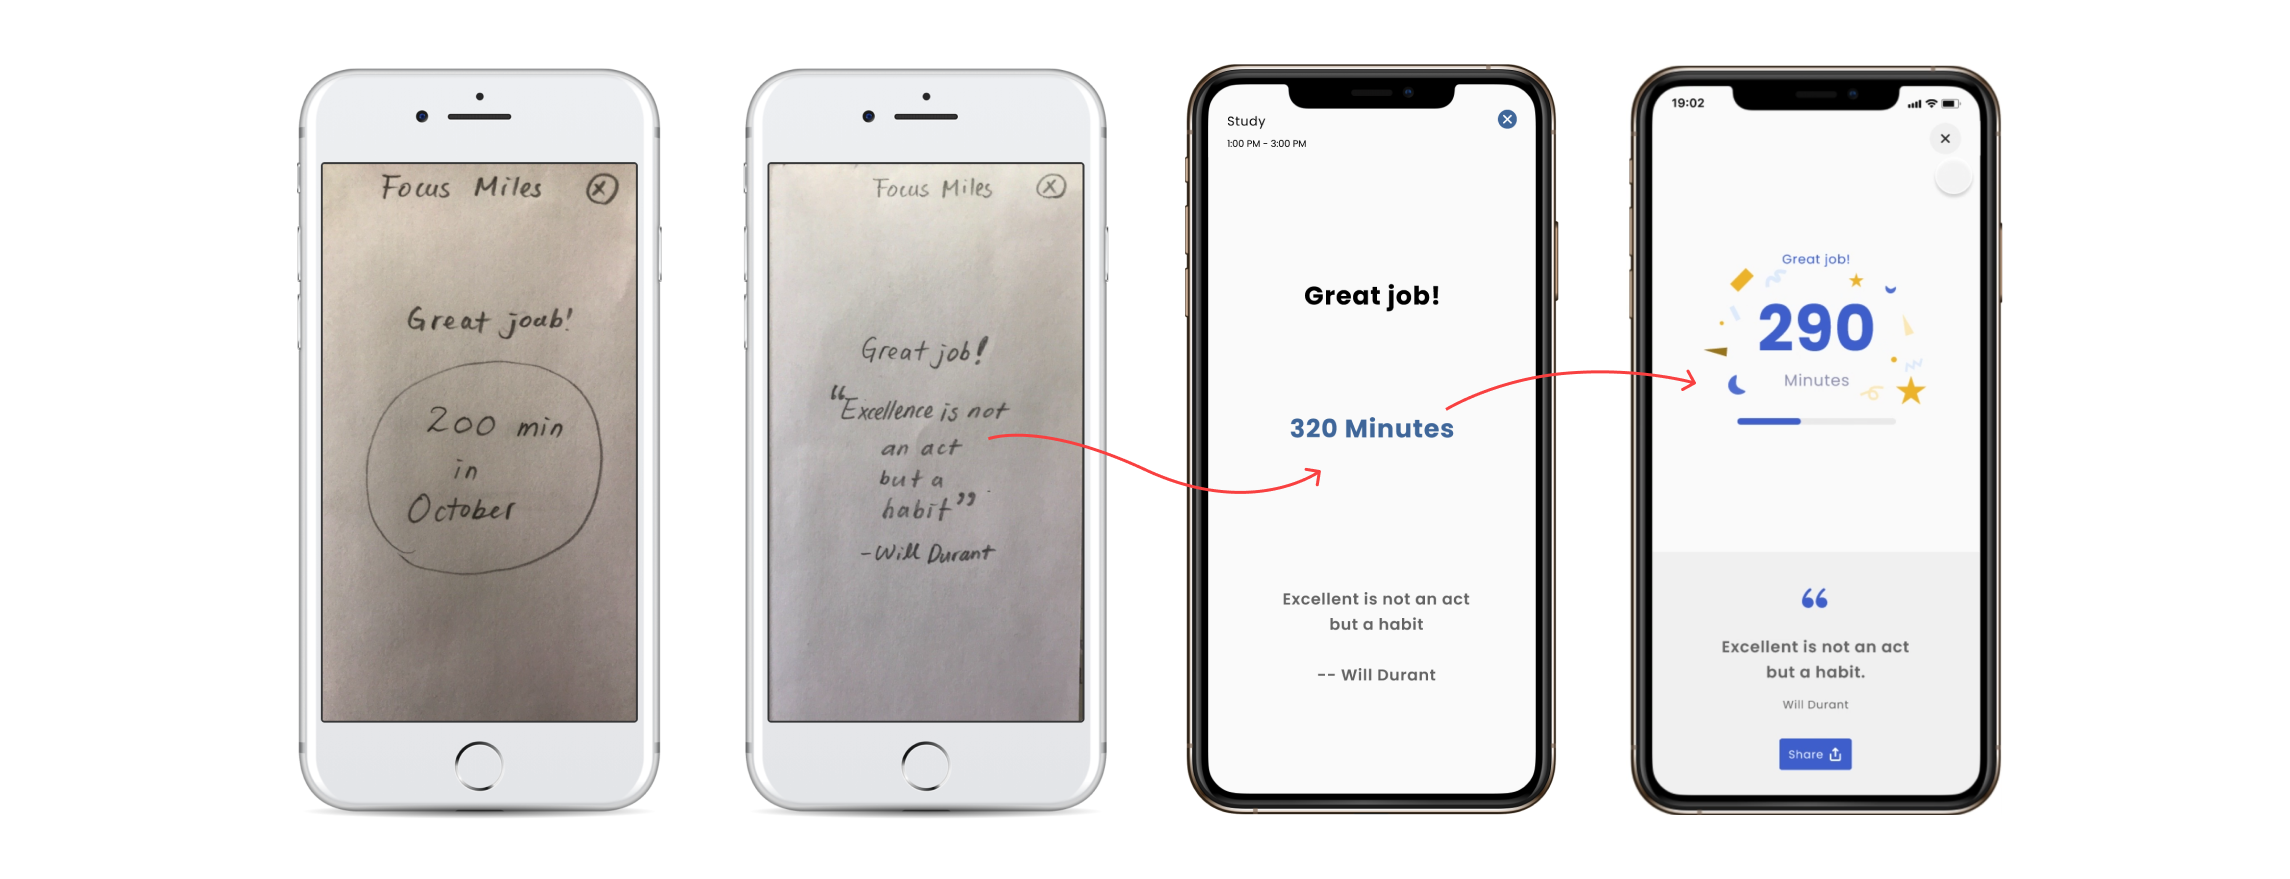 Focus Miles
Great joab!
200 min
in
October
Focus Miles
Great job!
“Excellence is not
an act
but a
habit”
-Will Durant
Study
1:00 PM - 3:00 PM
Great job!
320 Minutes
Excellent is not an act
but a habit
-- Will Durant
19:02
Great job!
290
Minutes
“
Excellent is not an act
but a habit.
Will Durant
Share